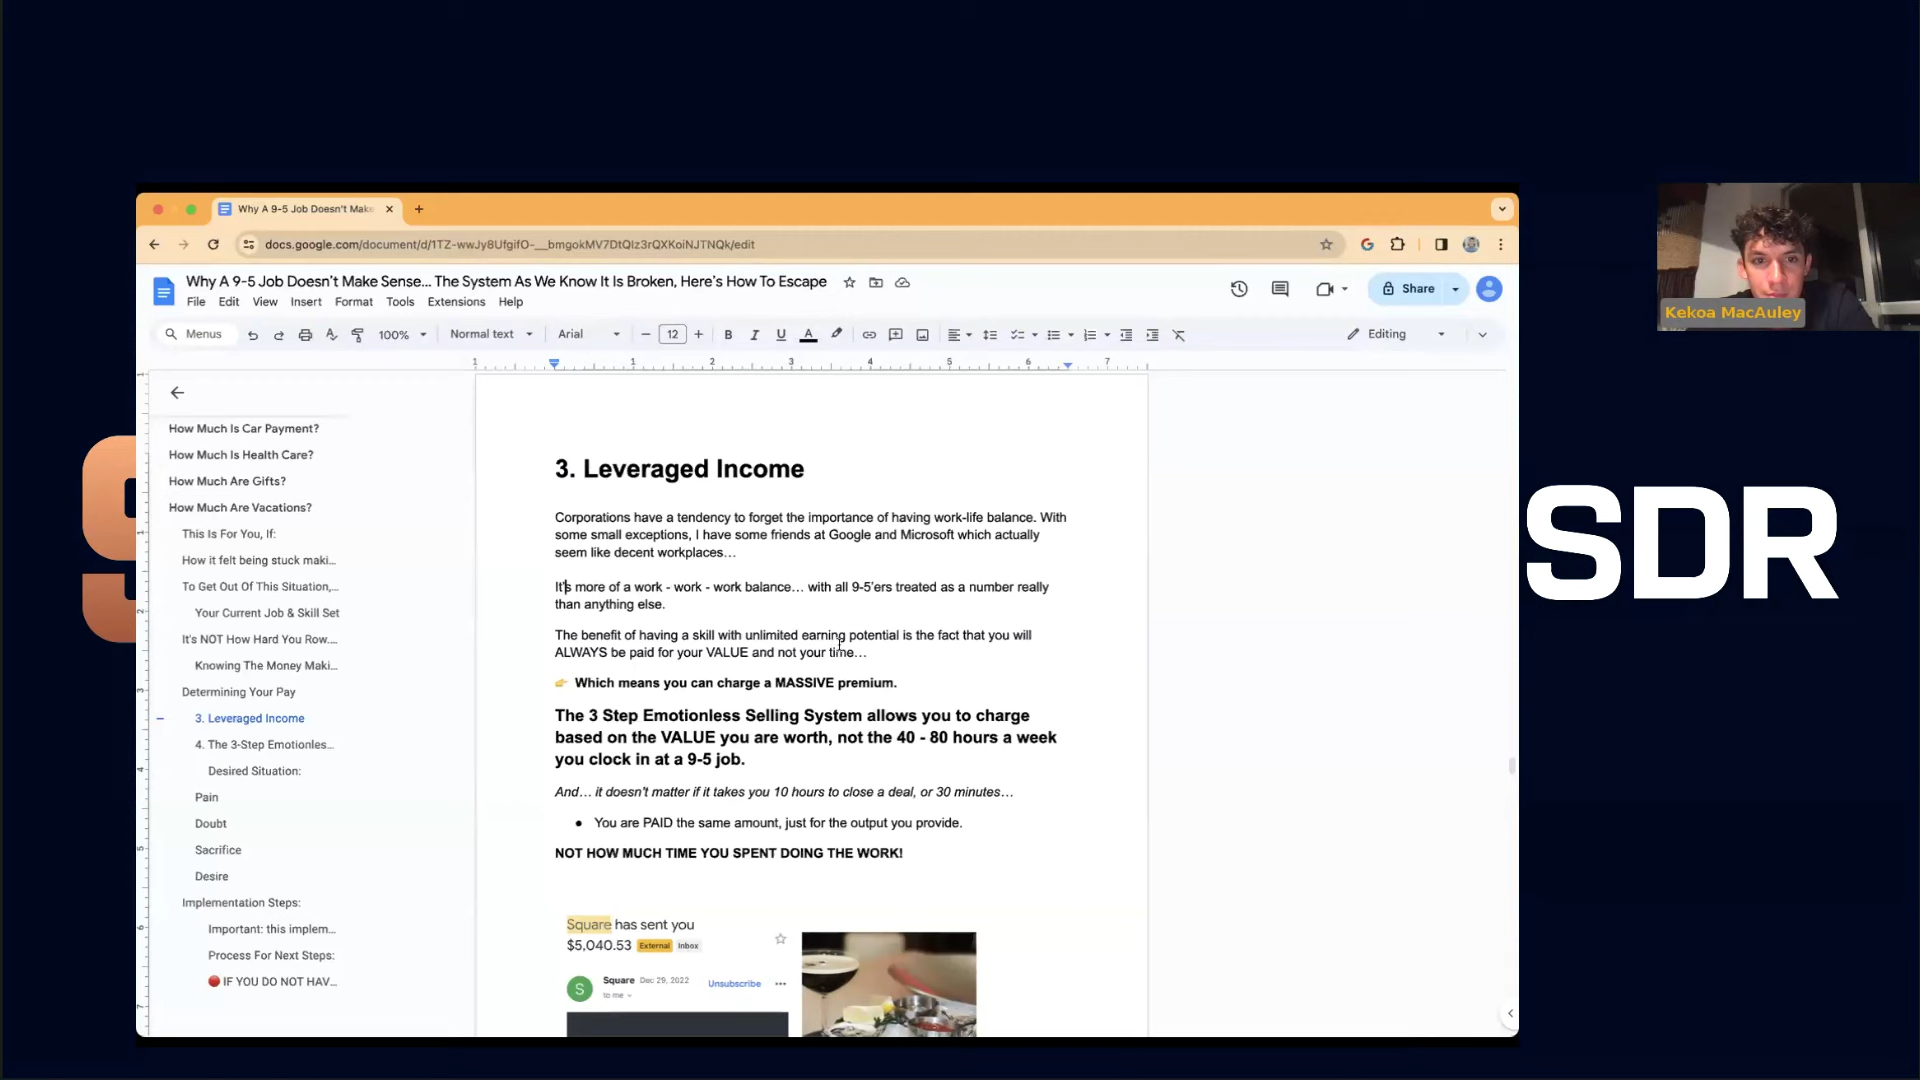 Why A 9-5 Job Doesn't Make
docs.google.com/document/d/1TZ-wwJy8UfgifO-__bmgokMV7DtQIz3rQXKoiNJTNQk/edit
Why A 9-5 Job Doesn't Make Sense... The System As We Know It Is Broken, Here's How To Escape
File Edit View Insert Format Tools Extensions Help
Share
Menus 100% Normal text Arial 12 B I U A Editing
1 1 2 3 4 5 6 7
How Much Is Car Payment?
How Much Is Health Care?
How Much Are Gifts?
How Much Are Vacations?
This Is For You, If:
How it felt being stuck maki...
To Get Out Of This Situation,...
Your Current Job & Skill Set
It's NOT How Hard You Row....
Knowing The Money Maki...
Determining Your Pay
3. Leveraged Income
4. The 3-Step Emotionles...
Desired Situation:
Pain
Doubt
Sacrifice
Desire
Implementation Steps:
Important: this implem...
Process For Next Steps:
🔴 IF YOU DO NOT HAV...
3. Leveraged Income
Corporations have a tendency to forget the importance of having work-life balance. With
some small exceptions, I have some friends at Google and Microsoft which actually
seem like decent workplaces…
It's more of a work - work - work balance… with all 9-5'ers treated as a number really
than anything else.
The benefit of having a skill with unlimited earning potential is the fact that you will
ALWAYS be paid for your VALUE and not your time…
👉 Which means you can charge a MASSIVE premium.
The 3 Step Emotionless Selling System allows you to charge
based on the VALUE you are worth, not the 40 - 80 hours a week
you clock in at a 9-5 job.
And… it doesn't matter if it takes you 10 hours to close a deal, or 30 minutes…
● You are PAID the same amount, just for the output you provide.
NOT HOW MUCH TIME YOU SPENT DOING THE WORK!
Square has sent you
$5,040.53 External Inbox
S Square Dec 29, 2022 Unsubscribe
to me
Kekoa MacAuley
SDR